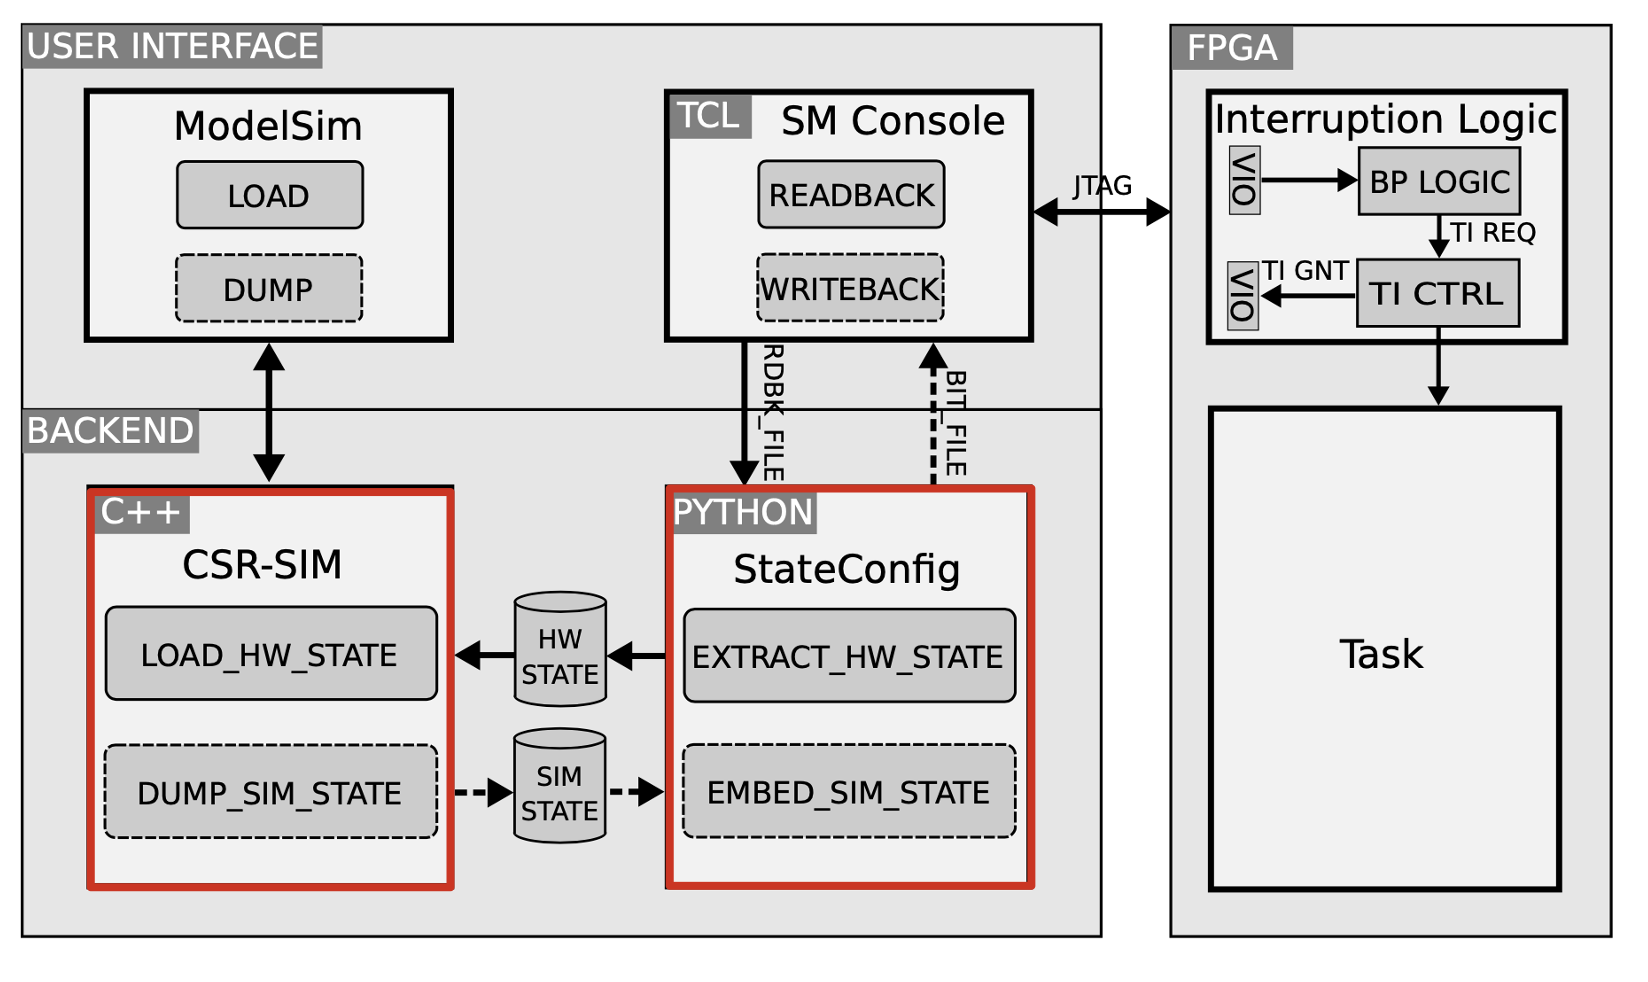 USER INTERFACE
ModelSim
LOAD
DUMP
TCL
SM Console
READBACK
WRITEBACK
JTAG
RDBK_FILE
BIT_FILE
BACKEND
C++
CSR-SIM
LOAD_HW_STATE
DUMP_SIM_STATE
HW
STATE
SIM
STATE
PYTHON
StateConfig
EXTRACT_HW_STATE
EMBED_SIM_STATE
FPGA
Interruption Logic
VIO
BP LOGIC
TI REQ
VIO
TI GNT
TI CTRL
Task